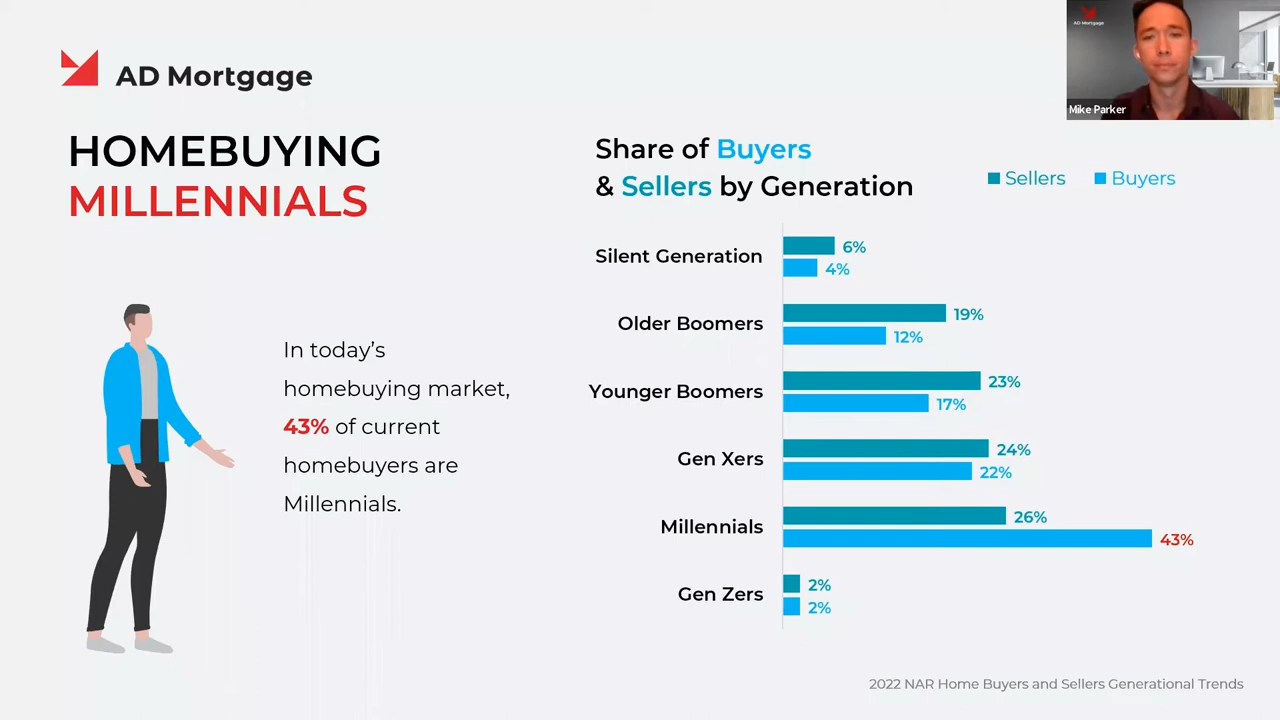 AD Mortgage
AD Mortgage
Mike Parker
HOMEBUYING
MILLENNIALS
In today's
homebuying market,
43% of current
homebuyers are
Millennials.
Share of Buyers
& Sellers by Generation
Sellers Buyers
Silent Generation
6%
4%
Older Boomers
19%
12%
Younger Boomers
23%
17%
Gen Xers
24%
22%
Millennials
26%
43%
Gen Zers
2%
2%
2022 NAR Home Buyers and Sellers Generational Trends